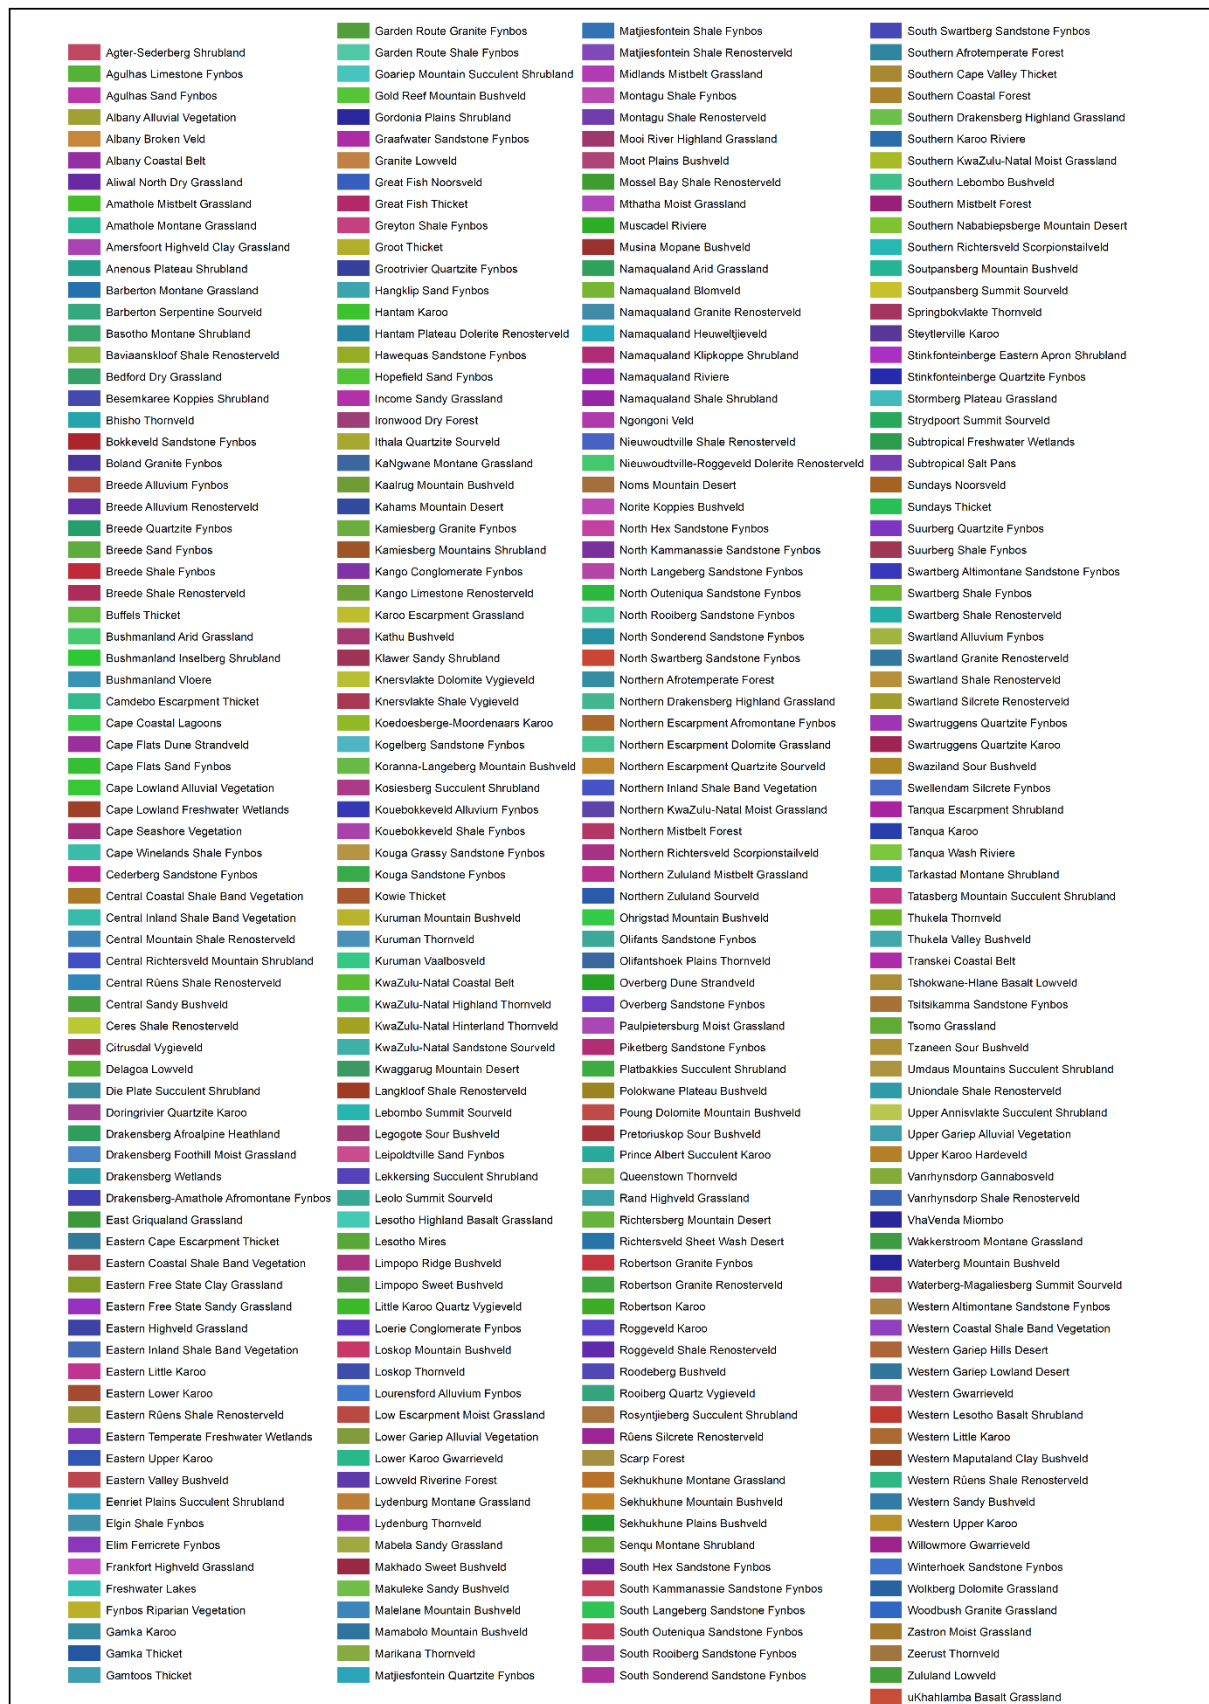 Agter-Sederberg Shrubland
Agulhas Limestone Fynbos
Agulhas Sand Fynbos
Albany Alluvial Vegetation
Albany Broken Veld
Albany Coastal Belt
Aliwal North Dry Grassland
Amathole Mistbelt Grassland
Amathole Montane Grassland
Amersfoort Highveld Clay Grassland
Anenous Plateau Shrubland
Barberton Montane Grassland
Barberton Serpentine Sourveld
Basotho Montane Shrubland
Baviaanskloof Shale Renosterveld
Bedford Dry Grassland
Besemkaree Koppies Shrubland
Bhisho Thornveld
Bokkeveld Sandstone Fynbos
Boland Granite Fynbos
Breede Alluvium Fynbos
Breede Alluvium Renosterveld
Breede Quartzite Fynbos
Breede Sand Fynbos
Breede Shale Fynbos
Breede Shale Renosterveld
Buffels Thicket
Bushmanland Arid Grassland
Bushmanland Inselberg Shrubland
Bushmanland Vloere
Camdebo Escarpment Thicket
Cape Coastal Lagoons
Cape Flats Dune Strandveld
Cape Flats Sand Fynbos
Cape Lowland Alluvial Vegetation
Cape Lowland Freshwater Wetlands
Cape Seashore Vegetation
Cape Winelands Shale Fynbos
Cederberg Sandstone Fynbos
Central Coastal Shale Band Vegetation
Central Inland Shale Band Vegetation
Central Mountain Shale Renosterveld
Central Richtersveld Mountain Shrubland
Central Rûens Shale Renosterveld
Central Sandy Bushveld
Ceres Shale Renosterveld
Citrusdal Vygieveld
Delagoa Lowveld
Die Plate Succulent Shrubland
Doringrivier Quartzite Karoo
Drakensberg Afroalpine Heathland
Drakensberg Foothill Moist Grassland
Drakensberg Wetlands
Drakensberg-Amathole Afromontane Fynbos
East Griqualand Grassland
Eastern Cape Escarpment Thicket
Eastern Coastal Shale Band Vegetation
Eastern Free State Clay Grassland
Eastern Free State Sandy Grassland
Eastern Highveld Grassland
Eastern Inland Shale Band Vegetation
Eastern Little Karoo
Eastern Lower Karoo
Eastern Rûens Shale Renosterveld
Eastern Temperate Freshwater Wetlands
Eastern Upper Karoo
Eastern Valley Bushveld
Eenriet Plains Succulent Shrubland
Elgin Shale Fynbos
Elim Ferricrete Fynbos
Frankfort Highveld Grassland
Freshwater Lakes
Fynbos Riparian Vegetation
Gamka Karoo
Gamka Thicket
Gamtoos Thicket
Garden Route Granite Fynbos
Garden Route Shale Fynbos
Goariep Mountain Succulent Shrubland
Gold Reef Mountain Bushveld
Gordonia Plains Shrubland
Graafwater Sandstone Fynbos
Granite Lowveld
Great Fish Noorsveld
Great Fish Thicket
Greyton Shale Fynbos
Groot Thicket
Grootrivier Quartzite Fynbos
Hangklip Sand Fynbos
Hantam Karoo
Hantam Plateau Dolerite Renosterveld
Hawequas Sandstone Fynbos
Hopefield Sand Fynbos
Income Sandy Grassland
Ironwood Dry Forest
Ithala Quartzite Sourveld
KaNgwane Montane Grassland
Kaalrug Mountain Bushveld
Kahams Mountain Desert
Kamiesberg Granite Fynbos
Kamiesberg Mountains Shrubland
Kango Conglomerate Fynbos
Kango Limestone Renosterveld
Karoo Escarpment Grassland
Kathu Bushveld
Klawer Sandy Shrubland
Knersvlakte Dolomite Vygieveld
Knersvlakte Shale Vygieveld
Koedoesberge-Moordenaars Karoo
Kogelberg Sandstone Fynbos
Koranna-Langeberg Mountain Bushveld
Kosiesberg Succulent Shrubland
Kouebokkeveld Alluvium Fynbos
Kouebokkeveld Shale Fynbos
Kouga Grassy Sandstone Fynbos
Kouga Sandstone Fynbos
Kowie Thicket
Kuruman Mountain Bushveld
Kuruman Thornveld
Kuruman Vaalbosveld
KwaZulu-Natal Coastal Belt
KwaZulu-Natal Highland Thornveld
KwaZulu-Natal Hinterland Thornveld
KwaZulu-Natal Sandstone Sourveld
Kwaggarug Mountain Desert
Langkloof Shale Renosterveld
Lebombo Summit Sourveld
Legogote Sour Bushveld
Leipoldtville Sand Fynbos
Lekkersing Succulent Shrubland
Leolo Summit Sourveld
Lesotho Highland Basalt Grassland
Lesotho Mires
Limpopo Ridge Bushveld
Limpopo Sweet Bushveld
Little Karoo Quartz Vygieveld
Loerie Conglomerate Fynbos
Loskop Mountain Bushveld
Loskop Thornveld
Lourensford Alluvium Fynbos
Low Escarpment Moist Grassland
Lower Gariep Alluvial Vegetation
Lower Karoo Gwarrieveld
Lowveld Riverine Forest
Lydenburg Montane Grassland
Lydenburg Thornveld
Mabela Sandy Grassland
Makhado Sweet Bushveld
Makuleke Sandy Bushveld
Malelane Mountain Bushveld
Mamabolo Mountain Bushveld
Marikana Thornveld
Matjiesfontein Quartzite Fynbos
Matjiesfontein Shale Fynbos
Matjiesfontein Shale Renosterveld
Midlands Mistbelt Grassland
Montagu Shale Fynbos
Montagu Shale Renosterveld
Mooi River Highland Grassland
Moot Plains Bushveld
Mossel Bay Shale Renosterveld
Mthatha Moist Grassland
Muscadel Riviere
Musina Mopane Bushveld
Namaqualand Arid Grassland
Namaqualand Blomveld
Namaqualand Granite Renosterveld
Namaqualand Heuweltjieveld
Namaqualand Klipkoppe Shrubland
Namaqualand Riviere
Namaqualand Shale Shrubland
Ngongoni Veld
Nieuwoudtville Shale Renosterveld
Nieuwoudtville-Roggeveld Dolerite Renosterveld
Noms Mountain Desert
Norite Koppies Bushveld
North Hex Sandstone Fynbos
North Kammanassie Sandstone Fynbos
North Langeberg Sandstone Fynbos
North Outeniqua Sandstone Fynbos
North Rooiberg Sandstone Fynbos
North Sonderend Sandstone Fynbos
North Swartberg Sandstone Fynbos
Northern Afrotemperate Forest
Northern Drakensberg Highland Grassland
Northern Escarpment Afromontane Fynbos
Northern Escarpment Dolomite Grassland
Northern Escarpment Quartzite Sourveld
Northern Inland Shale Band Vegetation
Northern KwaZulu-Natal Moist Grassland
Northern Mistbelt Forest
Northern Richtersveld Scorpionstailveld
Northern Zululand Mistbelt Grassland
Northern Zululand Sourveld
Ohrigstad Mountain Bushveld
Olifants Sandstone Fynbos
Olifantshoek Plains Thornveld
Overberg Dune Strandveld
Overberg Sandstone Fynbos
Paulpietersburg Moist Grassland
Piketberg Sandstone Fynbos
Platbakkies Succulent Shrubland
Polokwane Plateau Bushveld
Poung Dolomite Mountain Bushveld
Pretoriuskop Sour Bushveld
Prince Albert Succulent Karoo
Queenstown Thornveld
Rand Highveld Grassland
Richtersberg Mountain Desert
Richtersveld Sheet Wash Desert
Robertson Granite Fynbos
Robertson Granite Renosterveld
Robertson Karoo
Roggeveld Karoo
Roggeveld Shale Renosterveld
Roodeberg Bushveld
Rooiberg Quartz Vygieveld
Rosyntjieberg Succulent Shrubland
Rûens Silcrete Renosterveld
Scarp Forest
Sekhukhune Montane Grassland
Sekhukhune Mountain Bushveld
Sekhukhune Plains Bushveld
Senqu Montane Shrubland
South Hex Sandstone Fynbos
South Kammanassie Sandstone Fynbos
South Langeberg Sandstone Fynbos
South Outeniqua Sandstone Fynbos
South Rooiberg Sandstone Fynbos
South Sonderend Sandstone Fynbos
South Swartberg Sandstone Fynbos
Southern Afrotemperate Forest
Southern Cape Valley Thicket
Southern Coastal Forest
Southern Drakensberg Highland Grassland
Southern Karoo Riviere
Southern KwaZulu-Natal Moist Grassland
Southern Lebombo Bushveld
Southern Mistbelt Forest
Southern Nababiepsberge Mountain Desert
Southern Richtersveld Scorpionstailveld
Soutpansberg Mountain Bushveld
Soutpansberg Summit Sourveld
Springbokvlakte Thornveld
Steytlerville Karoo
Stinkfonteinberge Eastern Apron Shrubland
Stinkfonteinberge Quartzite Fynbos
Stormberg Plateau Grassland
Strydpoort Summit Sourveld
Subtropical Freshwater Wetlands
Subtropical Salt Pans
Sundays Noorsveld
Sundays Thicket
Suurberg Quartzite Fynbos
Suurberg Shale Fynbos
Swartberg Altimontane Sandstone Fynbos
Swartberg Shale Fynbos
Swartberg Shale Renosterveld
Swartland Alluvium Fynbos
Swartland Granite Renosterveld
Swartland Shale Renosterveld
Swartland Silcrete Renosterveld
Swartruggens Quartzite Fynbos
Swartruggens Quartzite Karoo
Swaziland Sour Bushveld
Swellendam Silcrete Fynbos
Tanqua Escarpment Shrubland
Tanqua Karoo
Tanqua Wash Riviere
Tarkastad Montane Shrubland
Tatasberg Mountain Succulent Shrubland
Thukela Thornveld
Thukela Valley Bushveld
Transkei Coastal Belt
Tshokwane-Hlane Basalt Lowveld
Tsitsikamma Sandstone Fynbos
Tsomo Grassland
Tzaneen Sour Bushveld
Umdaus Mountains Succulent Shrubland
Uniondale Shale Renosterveld
Upper Annisvlakte Succulent Shrubland
Upper Gariep Alluvial Vegetation
Upper Karoo Hardeveld
Vanrhynsdorp Gannabosveld
Vanrhynsdorp Shale Renosterveld
VhaVenda Miombo
Wakkerstroom Montane Grassland
Waterberg Mountain Bushveld
Waterberg-Magaliesberg Summit Sourveld
Western Altimontane Sandstone Fynbos
Western Coastal Shale Band Vegetation
Western Gariep Hills Desert
Western Gariep Lowland Desert
Western Gwarrieveld
Western Lesotho Basalt Shrubland
Western Little Karoo
Western Maputaland Clay Bushveld
Western Rûens Shale Renosterveld
Western Sandy Bushveld
Western Upper Karoo
Willowmore Gwarrieveld
Winterhoek Sandstone Fynbos
Wolkberg Dolomite Grassland
Woodbush Granite Grassland
Zastron Moist Grassland
Zeerust Thornveld
Zululand Lowveld
uKhahlamba Basalt Grassland